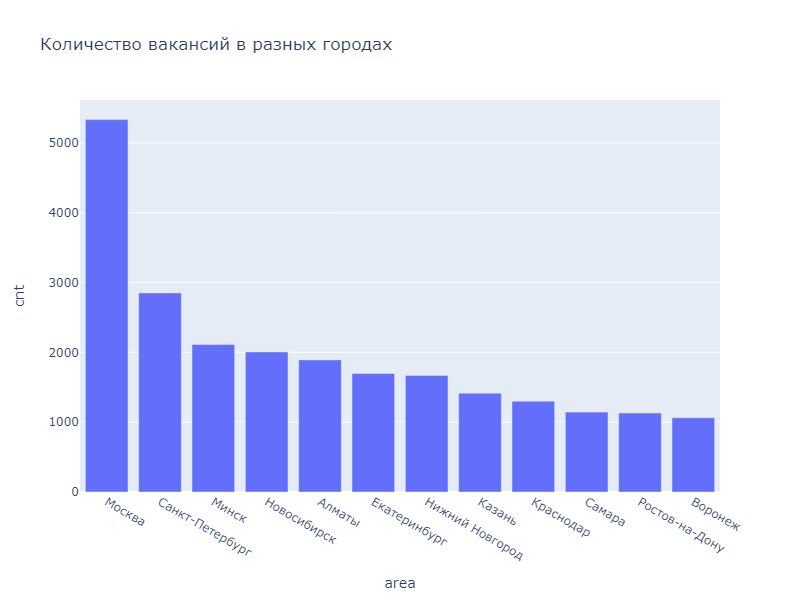 Количество вакансий в разных городах
cnt
5000
4000
3000
2000
1000
0
Москва
Санкт-Петербург
Минск
Новосибирск
Алматы
Екатеринбург
Нижний Новгород
Казань
Краснодар
Самара
Ростов-на-Дону
Воронеж
area